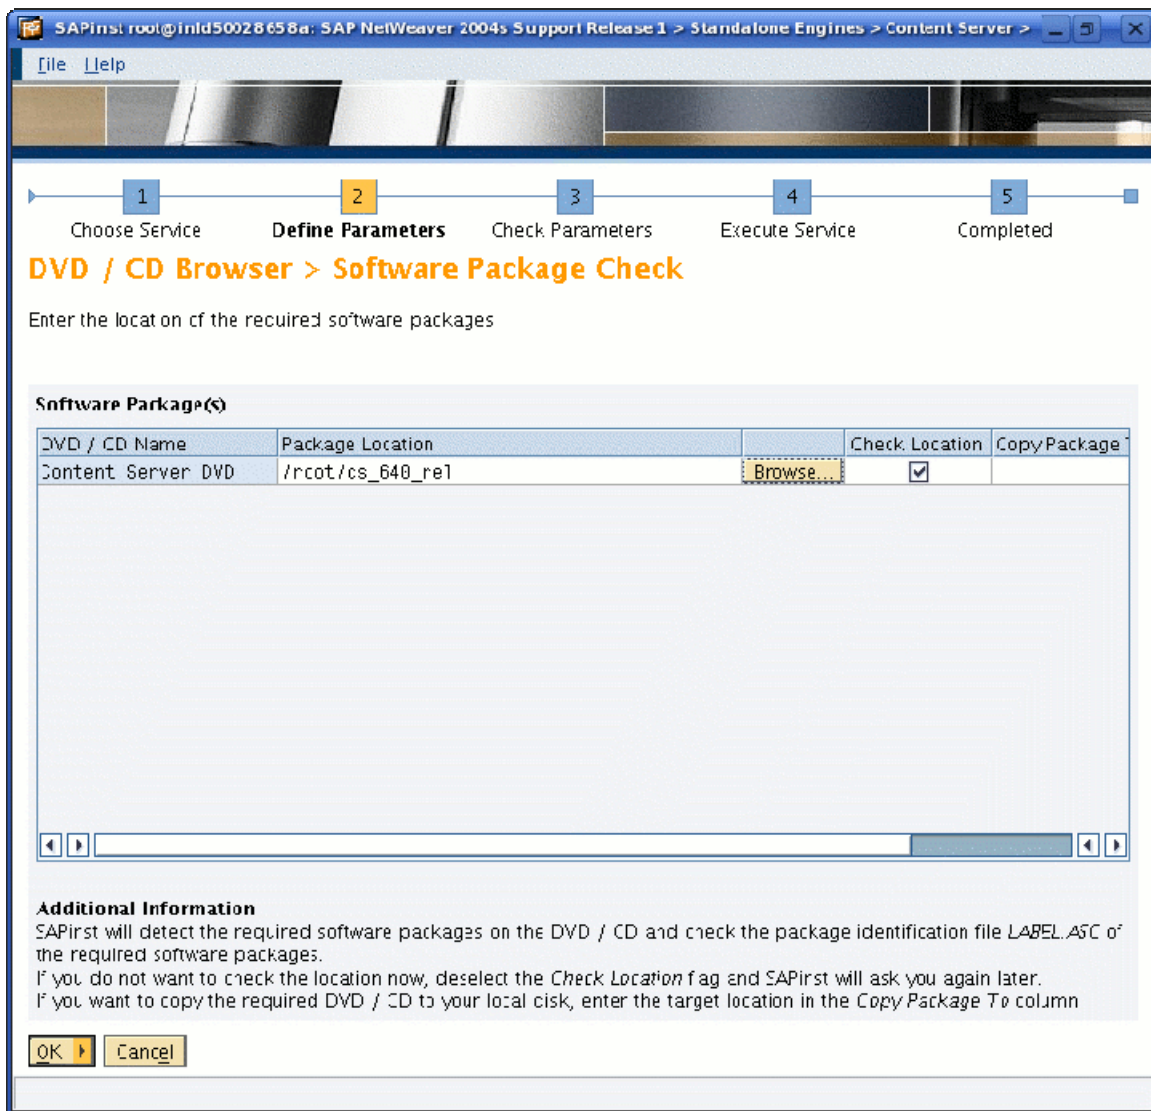 SAPinst root@inld50028658a: SAP NetWeaver 2004s Support Release 1 > Standalone Engines > Content Server >
File Help
1 2 3 4 5
Choose Service Define Parameters Check Parameters Execute Service Completed
DVD / CD Browser > Software Package Check
Enter the location of the required software packages
Software Package(s)
DVD / CD Name Package Location Check Location Copy Package T
Content Server DVD /root/cs_640_rel Browse...
Additional Information
SAPinst will detect the required software packages on the DVD / CD and check the package identification file LABEL.ASC of
the required software packages.
If you do not want to check the location now, deselect the Check Location flag and SAPinst will ask you again later.
If you want to copy the required DVD / CD to your local disk, enter the target location in the Copy Package To column
OK Cancel